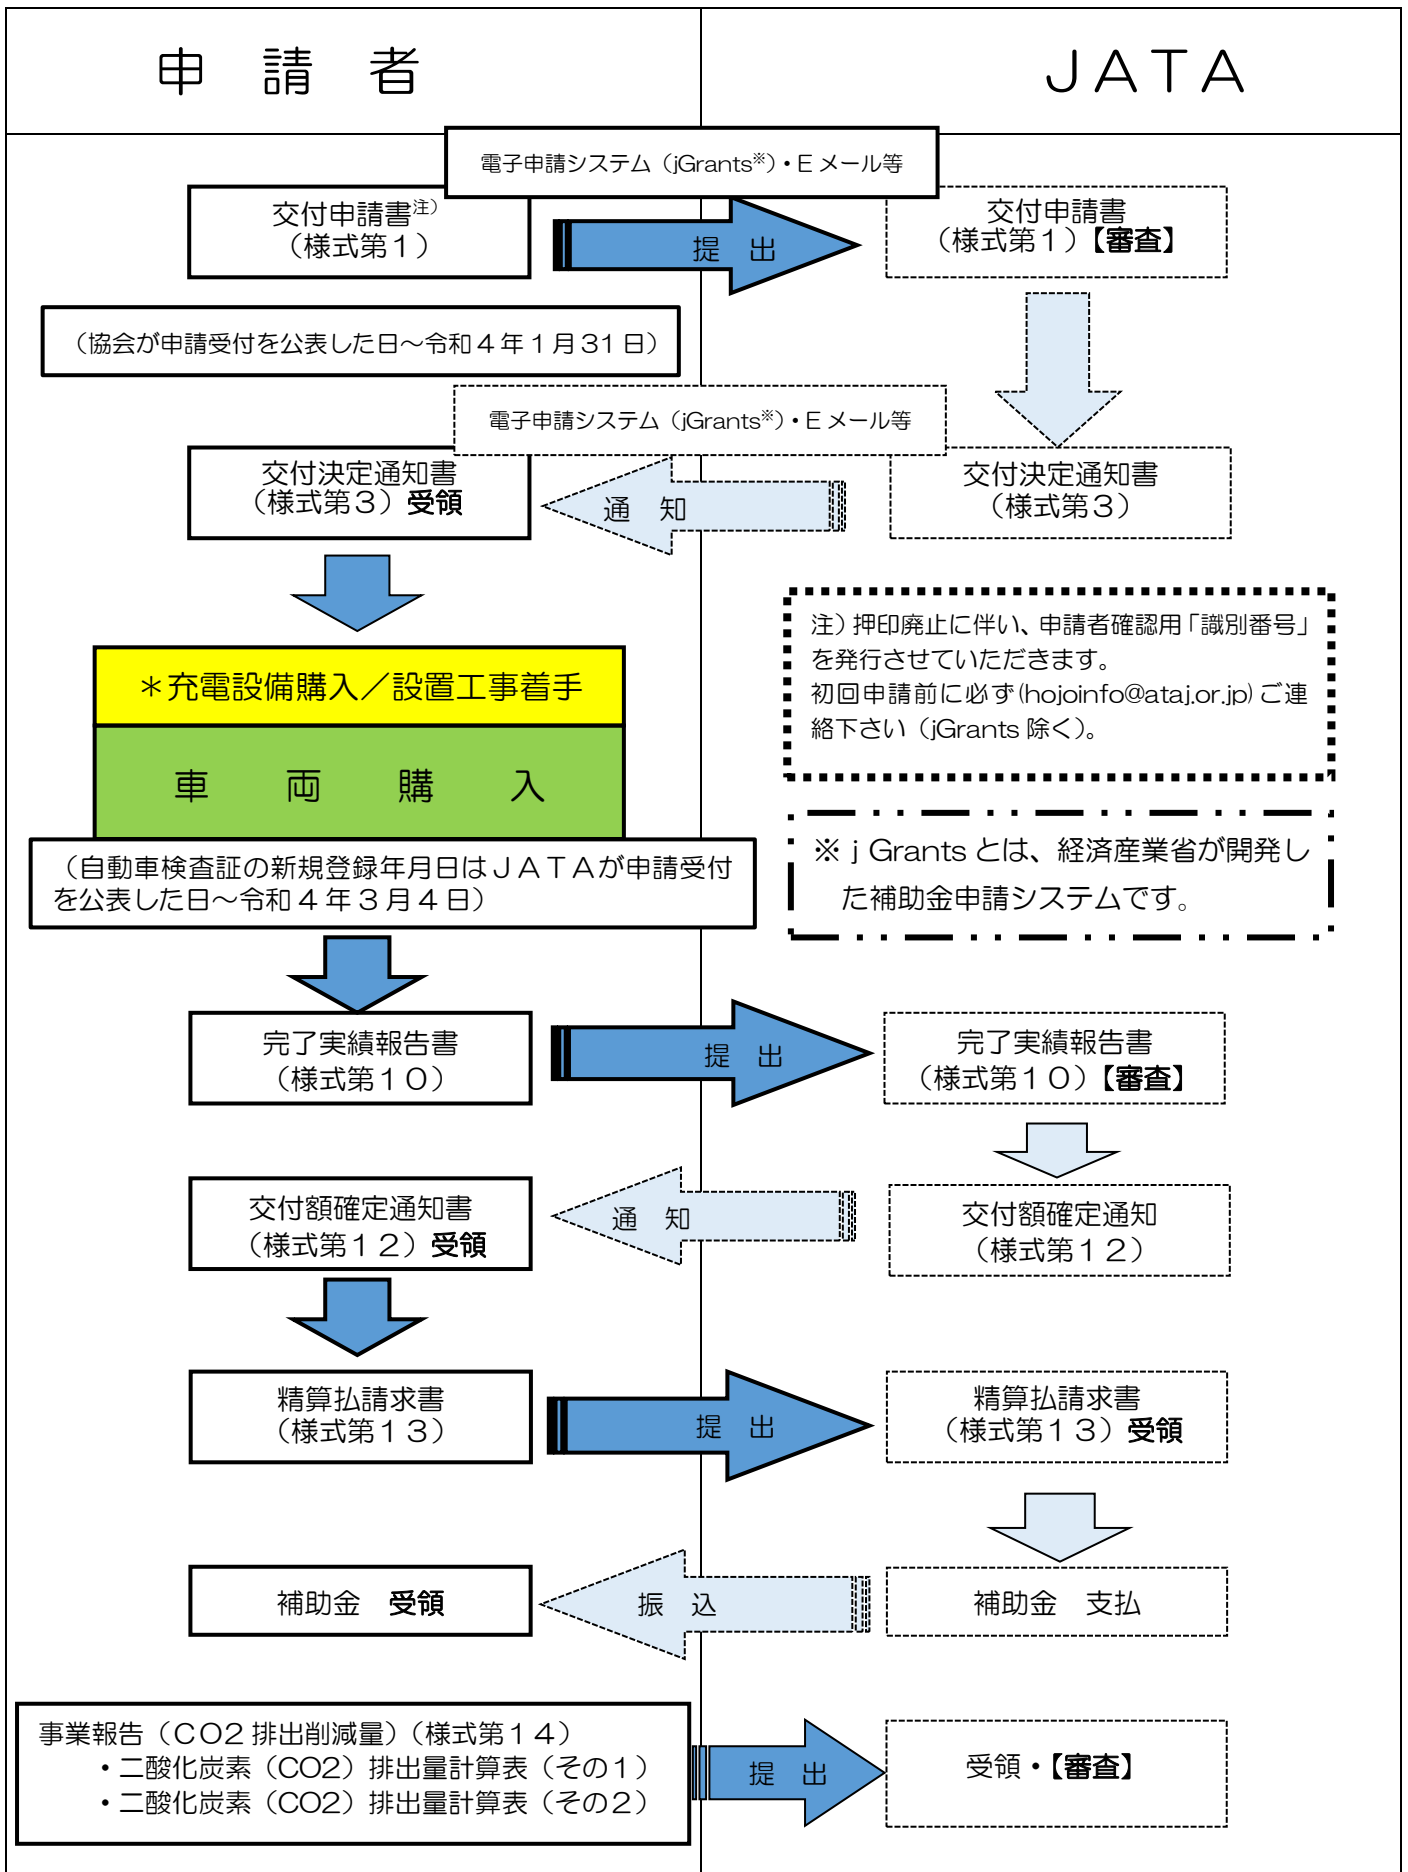 申 請 者
ＪＡＴＡ
電子申請システム（jGrants※）・Ｅメール等
交付申請書注）
（様式第１）
提 出
交付申請書
（様式第１）【審査】
（協会が申請受付を公表した日～令和４年１月31日）
電子申請システム（jGrants※）・Ｅメール等
交付決定通知書
（様式第３）受領
通 知
交付決定通知書
（様式第３）
注）押印廃止に伴い、申請者確認用「識別番号」
を発行させていただきます。
初回申請前に必ず(hojoinfo@ataj.or.jp)ご連
絡下さい（jGrants 除く）。
＊充電設備購入／設置工事着手
車 両 購 入
※ｊGrants とは、経済産業省が開発し
た補助金申請システムです。
（自動車検査証の新規登録年月日はＪＡＴＡが申請受付
を公表した日～令和４年３月４日）
完了実績報告書
（様式第１０）
提 出
完了実績報告書
（様式第１０）【審査】
交付額確定通知書
（様式第１２）受領
通 知
交付額確定通知
（様式第１２）
精算払請求書
（様式第１３）
提 出
精算払請求書
（様式第１３）受領
補助金 受領
振 込
補助金 支払
事業報告（ＣＯ２排出削減量）（様式第１４）
・二酸化炭素（CO2）排出量計算表（その１）
・二酸化炭素（CO2）排出量計算表（その２）
提 出
受領・【審査】